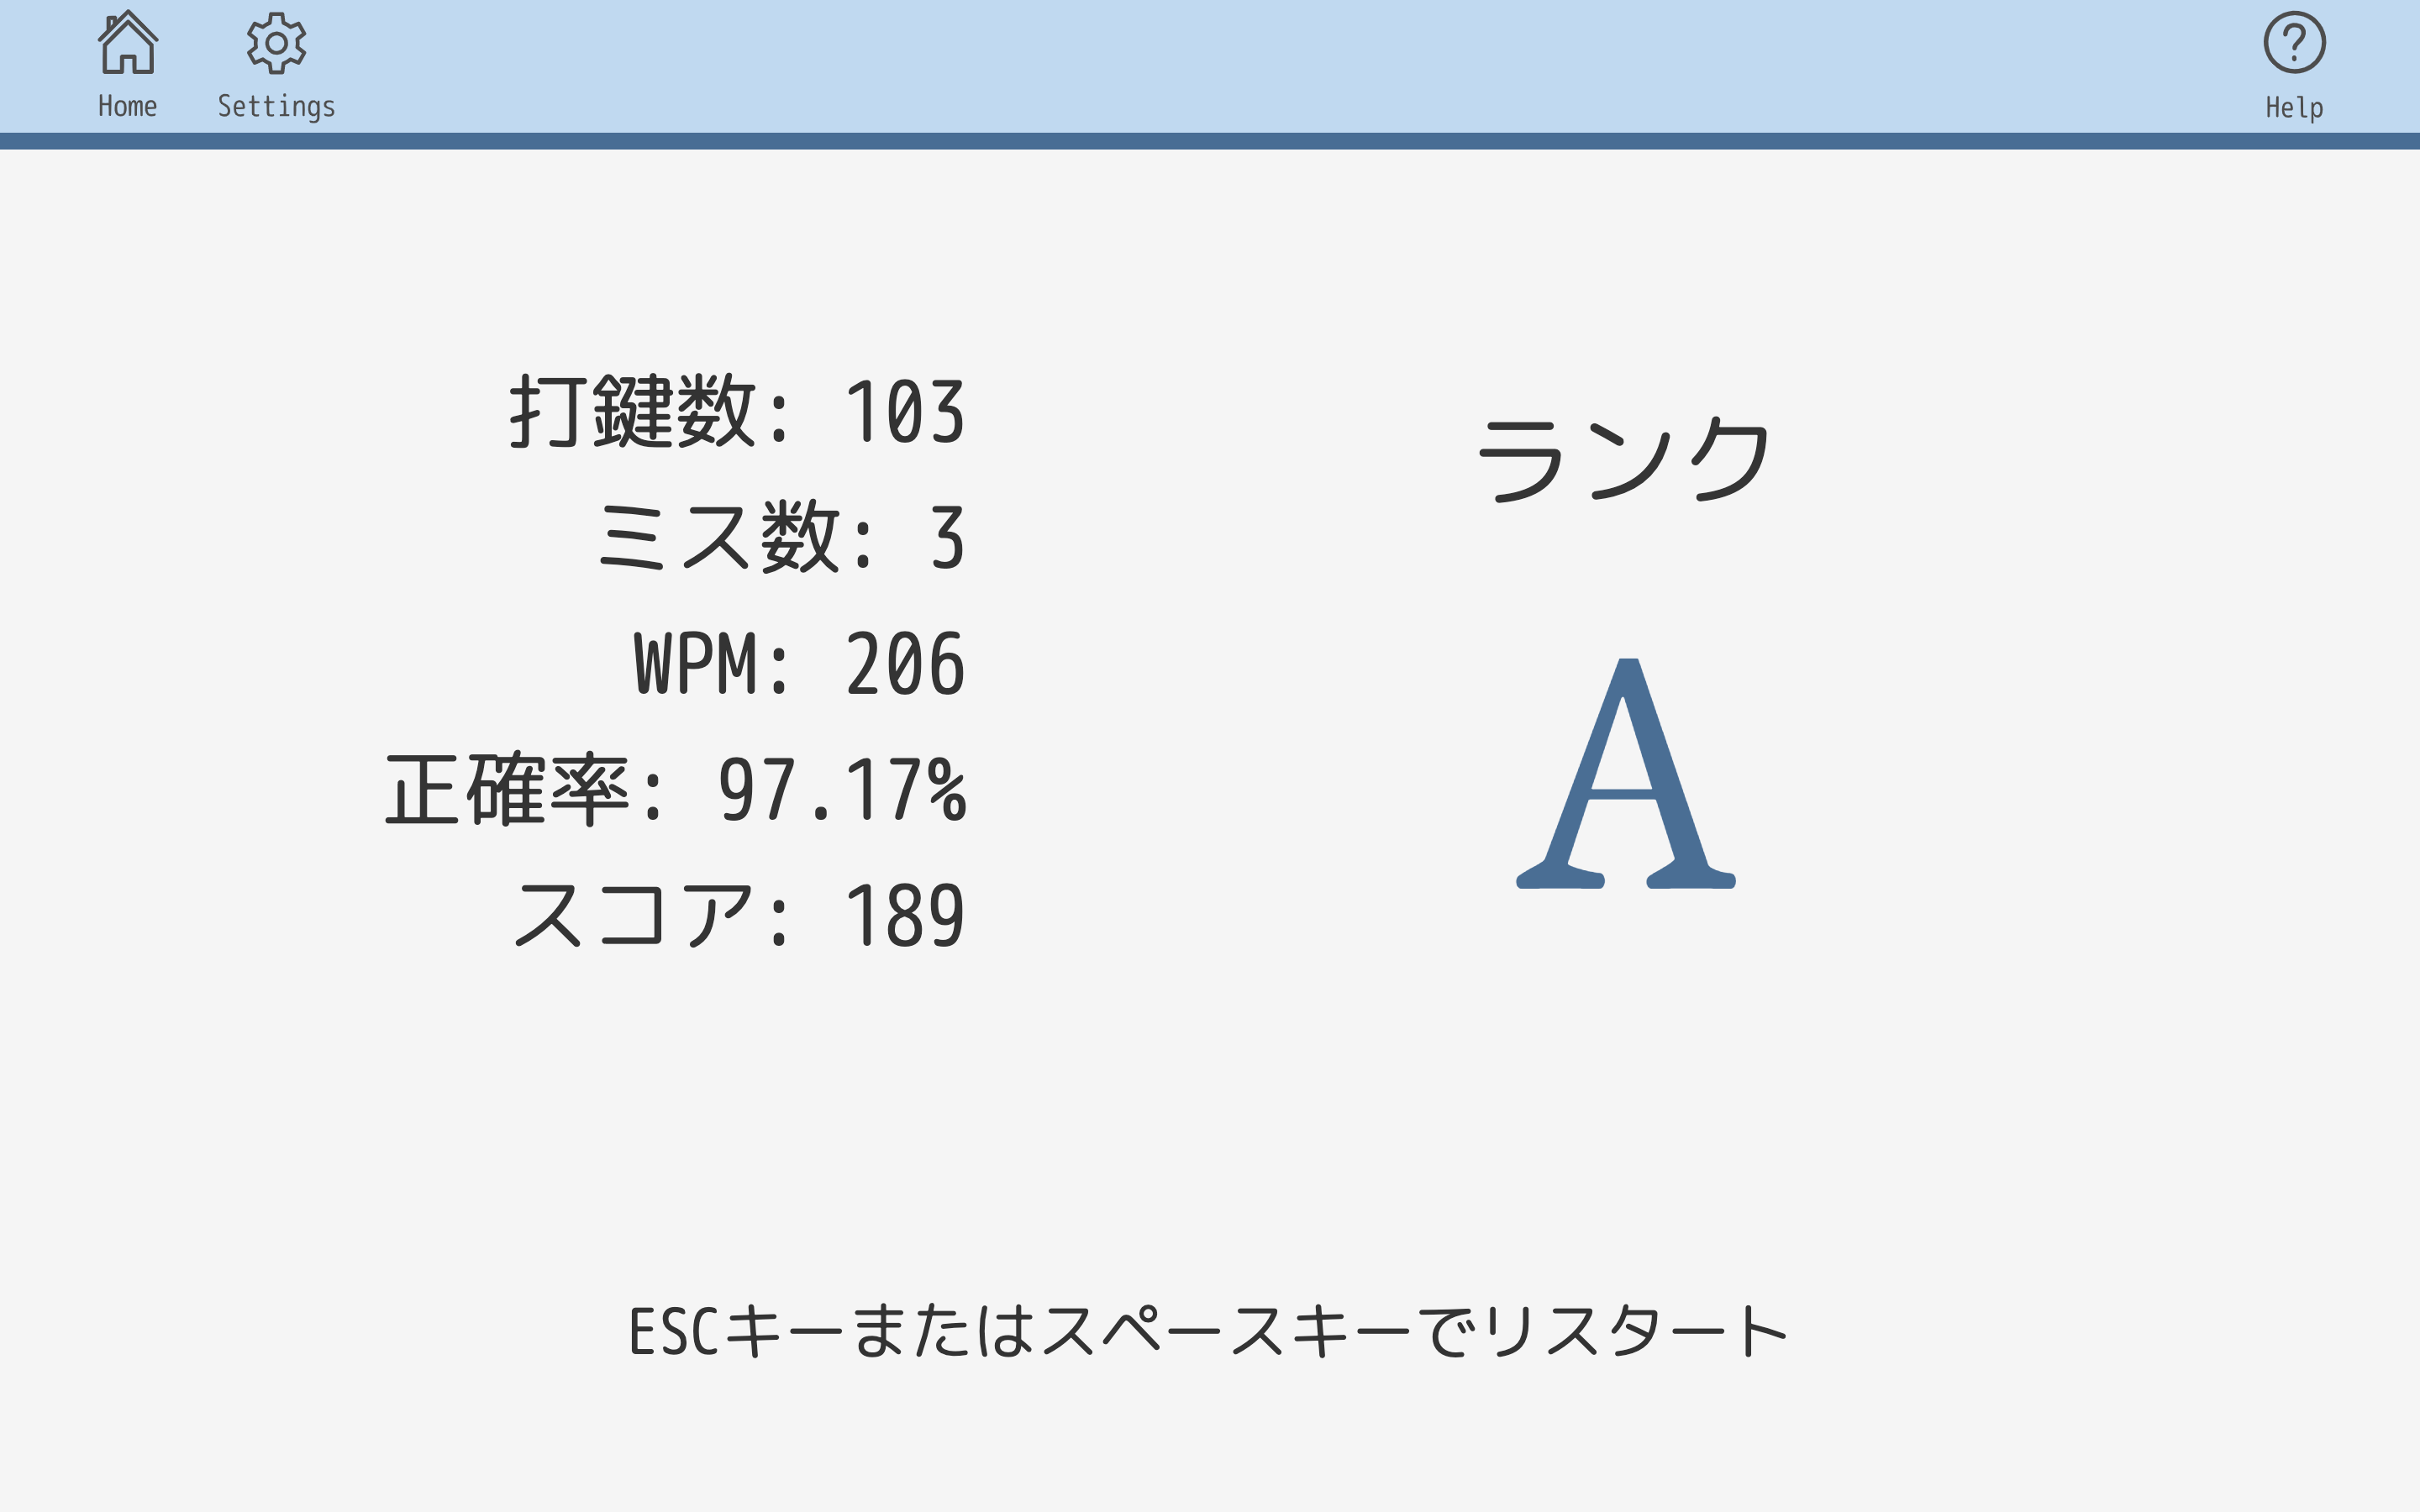 Home Settings Help
打鍵数: 103
ミス数: 3
WPM: 206
正確率: 97.17%
スコア: 189
ランク
A
ESCキーまたはスペースキーでリスタート